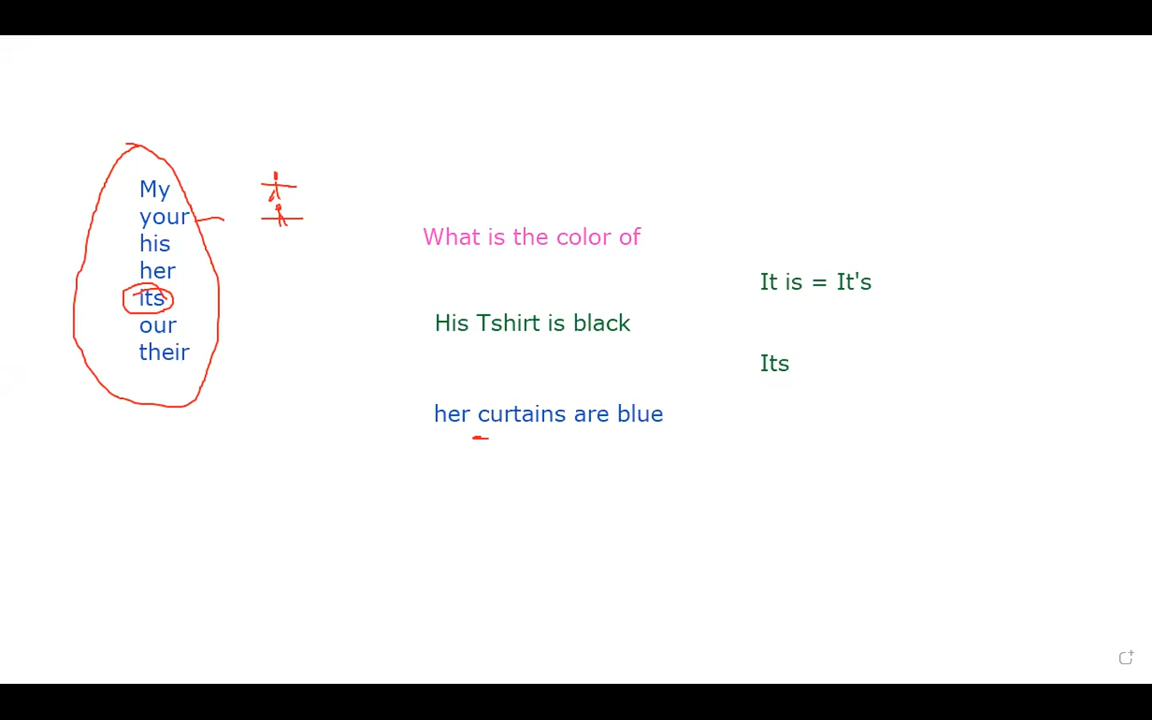 My
your
his
her
its
our
their
What is the color of
His Tshirt is black
her curtains are blue
It is = It's
Its